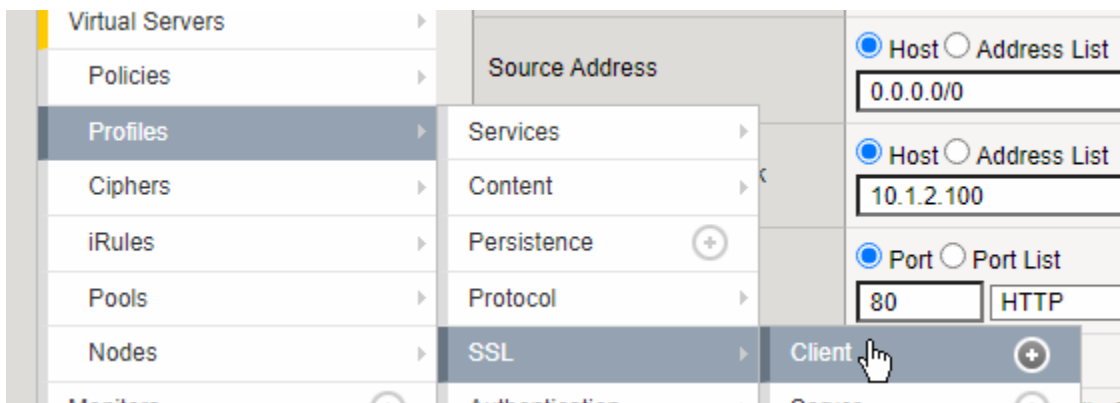 Virtual Servers
Policies
Profiles
Ciphers
iRules
Pools
Nodes
Services
Content
Persistence
Protocol
SSL
Client
Source Address
Host Address List
0.0.0.0/0
k
Host Address List
10.1.2.100
Port Port List
80 HTTP